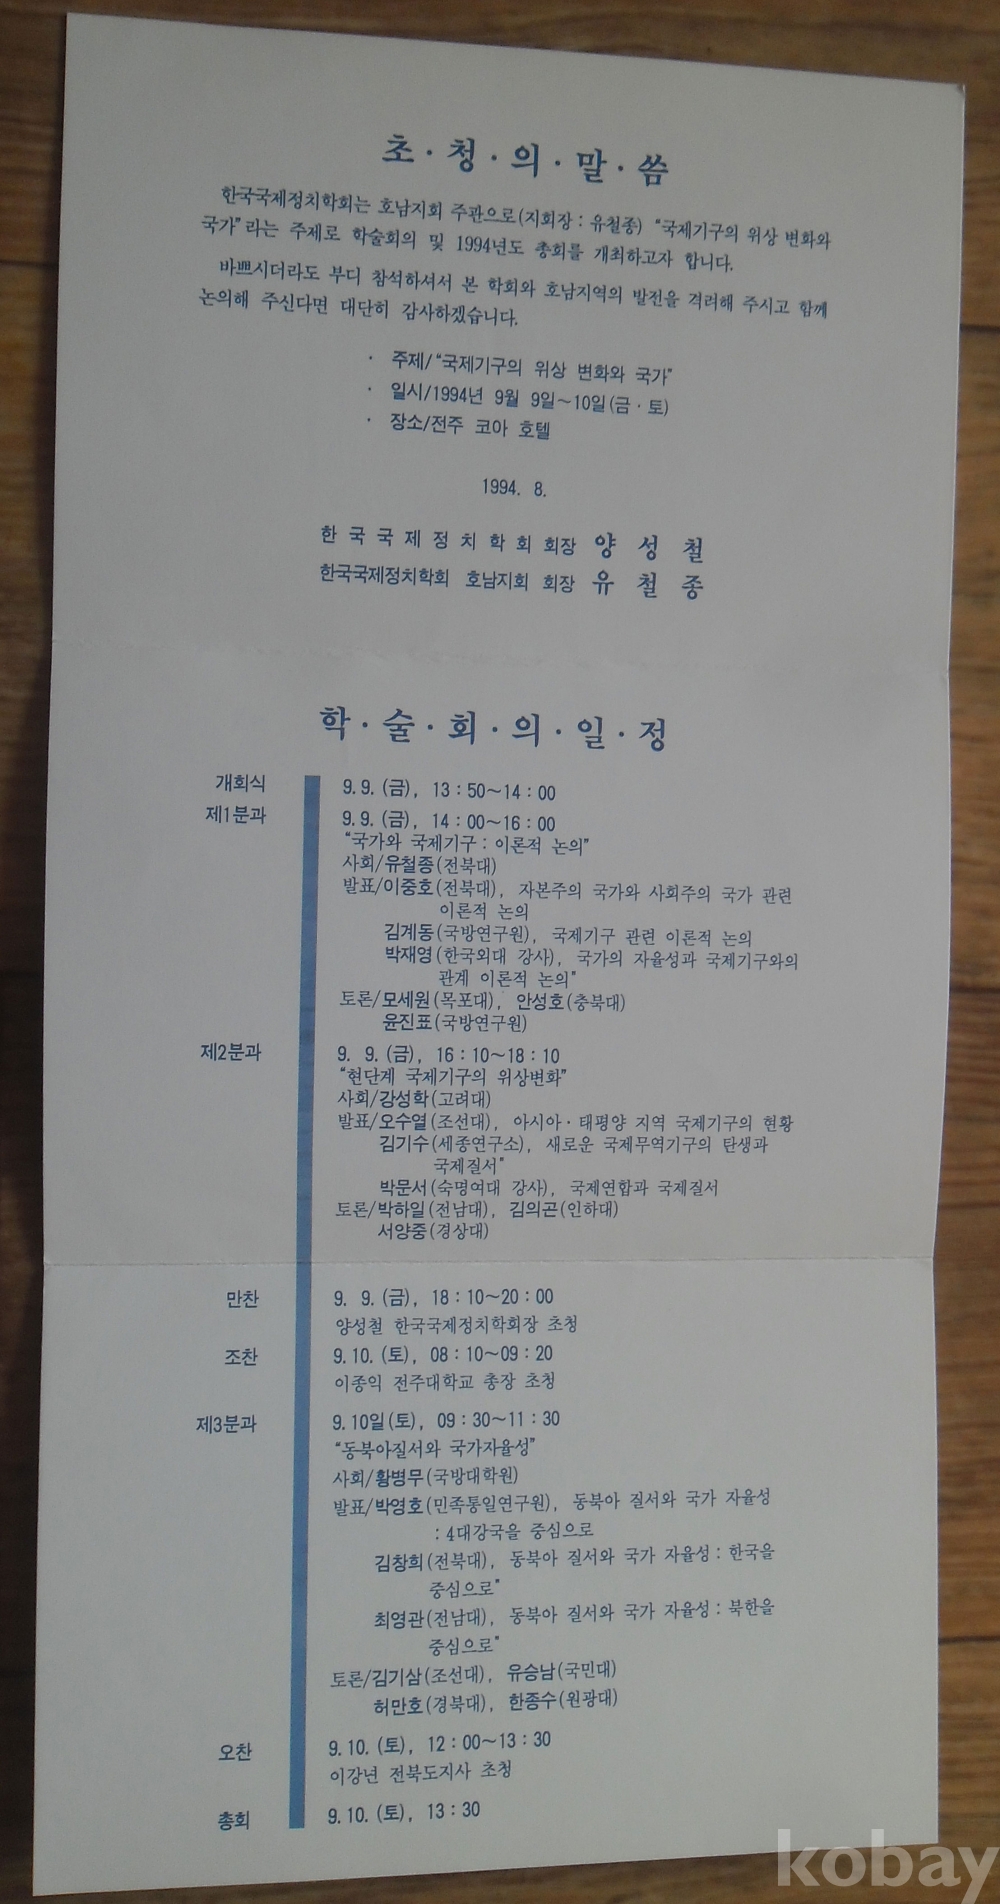 초·청·의·말·씀
한국국제정치학회는 호남지회 주관으로(지회장 : 유철종) “국제기구의 위상 변화와
국가”라는 주제로 학술회의 및 1994년도 총회를 개최하고자 합니다.
바쁘시더라도 부디 참석하셔서 본 학회와 호남지역의 발전을 격려해 주시고 함께
논의해 주신다면 대단히 감사하겠습니다.
· 주제/“국제기구의 위상 변화와 국가”
· 일시/1994년 9월 9일~10일(금·토)
· 장소/전주 코아 호텔
1994. 8.
한국국제정치학회 회장 양성철
한국국제정치학회 호남지회 회장 유철종
학·술·회·의·일·정
개회식 9.9.(금), 13:50~14:00
제1분과 9.9.(금), 14:00~16:00
“국가와 국제기구 : 이론적 논의”
사회/유철종(전북대)
발표/이중호(전북대), 자본주의 국가와 사회주의 국가 관련
이론적 논의
김계동(국방연구원), 국제기구 관련 이론적 논의
박재영(한국외대 강사), 국가의 자율성과 국제기구와의
관계 이론적 논의”
토론/모세원(목포대), 안성호(충북대)
윤진표(국방연구원)
제2분과 9. 9.(금), 16:10~18:10
“현단계 국제기구의 위상변화”
사회/강성학(고려대)
발표/오수열(조선대), 아시아·태평양 지역 국제기구의 현황
김기수(세종연구소), 새로운 국제무역기구의 탄생과
국제질서”
박문서(숙명여대 강사), 국제연합과 국제질서
토론/박하일(전남대), 김의곤(인하대)
서양중(경상대)
만찬 9. 9.(금), 18:10~20:00
양성철 한국국제정치학회장 초청
조찬 9.10.(토), 08:10~09:20
이종익 전주대학교 총장 초청
제3분과 9.10일(토), 09:30~11:30
“동북아질서와 국가자율성”
사회/황병무(국방대학원)
발표/박영호(민족통일연구원), 동북아 질서와 국가 자율성
: 4대강국을 중심으로
김창희(전북대), 동북아 질서와 국가 자율성 : 한국을
중심으로”
최영관(전남대), 동북아 질서와 국가 자율성 : 북한을
중심으로”
토론/김기삼(조선대), 유승남(국민대)
허만호(경북대), 한종수(원광대)
오찬 9.10.(토), 12:00~13:30
이강년 전북도지사 초청
총회 9.10.(토), 13:30
kobay